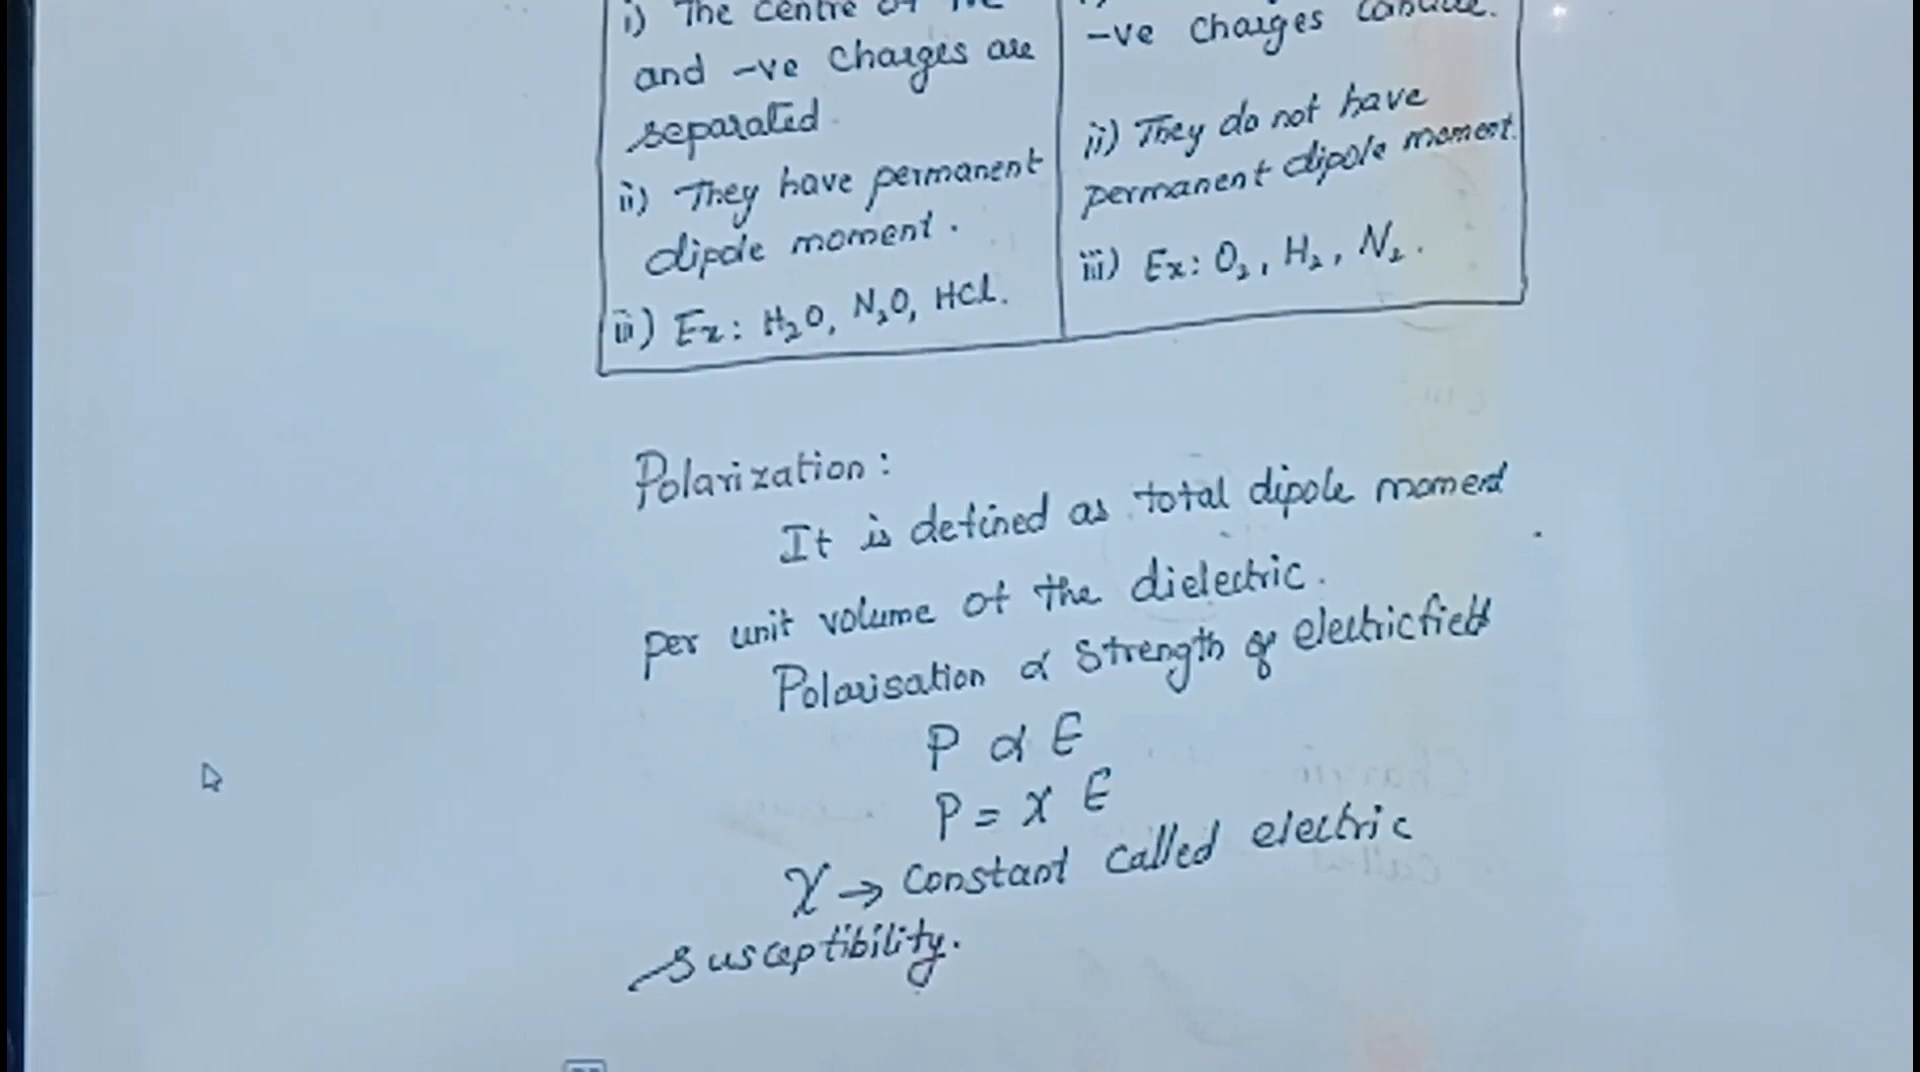 i) The centre of +ve
and -ve charges are
separated.
ii) They have permanent
dipole moment.
iii) Ex: H₂O, N₂O, HCl.
-ve charges
ii) They do not have
permanent dipole moment.
iii) Ex: O₂, H₂, N₂.
Polarization:
It is defined as total dipole moment
per unit volume of the dielectric.
Polarisation α Strength of electric field
P α E
P = χ E
χ → Constant called electric
susceptibility.